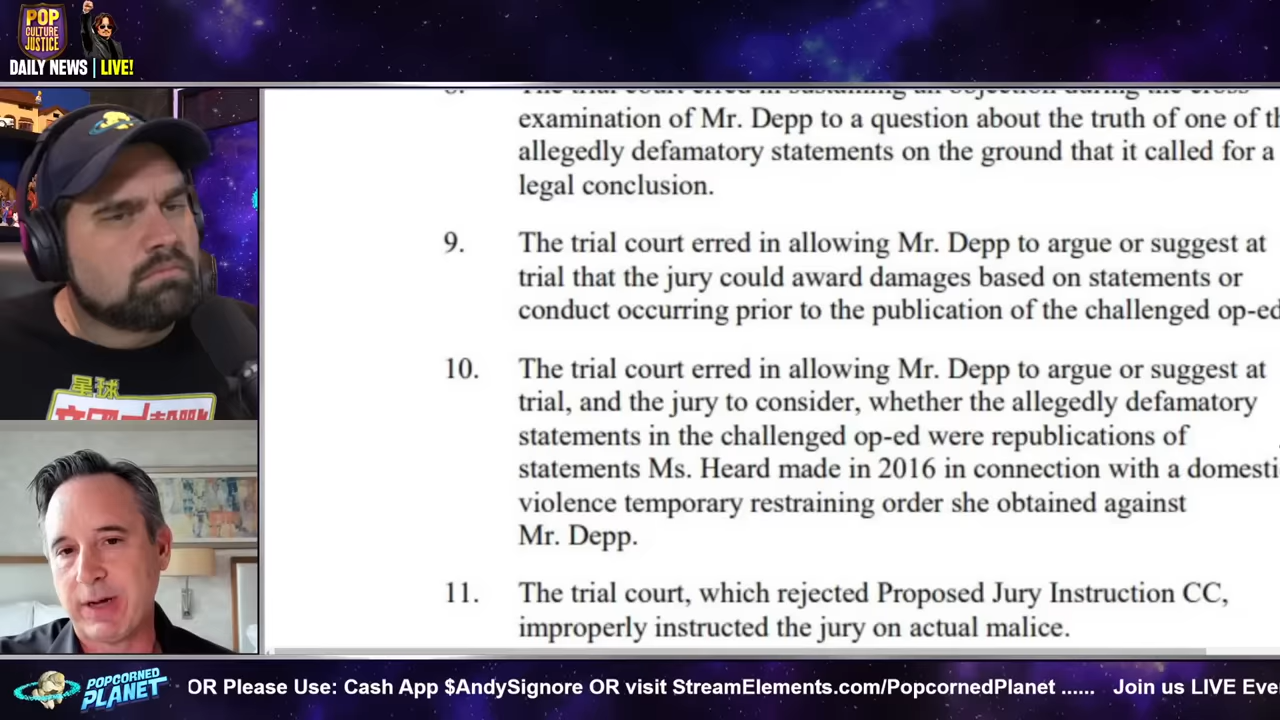 POP
CULTURE
JUSTICE
DAILY NEWS | LIVE!
examination of Mr. Depp to a question about the truth of one of th
allegedly defamatory statements on the ground that it called for a
legal conclusion.
9. The trial court erred in allowing Mr. Depp to argue or suggest at
trial that the jury could award damages based on statements or
conduct occurring prior to the publication of the challenged op-ed
10. The trial court erred in allowing Mr. Depp to argue or suggest at
trial, and the jury to consider, whether the allegedly defamatory
statements in the challenged op-ed were republications of
statements Ms. Heard made in 2016 in connection with a domesti
violence temporary restraining order she obtained against
Mr. Depp.
11. The trial court, which rejected Proposed Jury Instruction CC,
improperly instructed the jury on actual malice.
星球
POPCORNED
PLANET
OR Please Use: Cash App $AndySignore OR visit StreamElements.com/PopcornedPlanet ...... Join us LIVE Eve